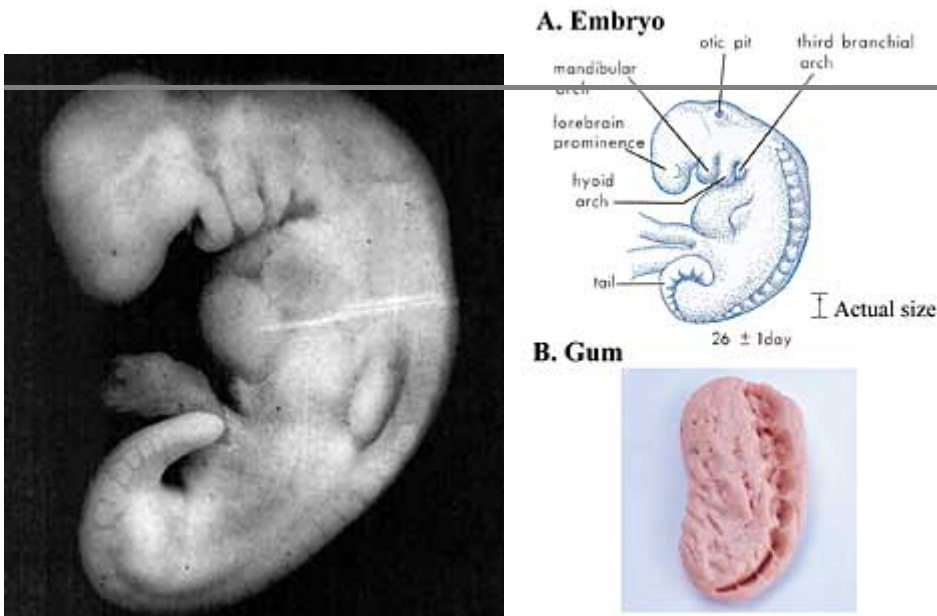 A. Embryo
otic pit
third branchial
arch
mandibular
arch
forebrain
prominence
hyoid
arch
tail
Actual size
26 ± 1day
B. Gum